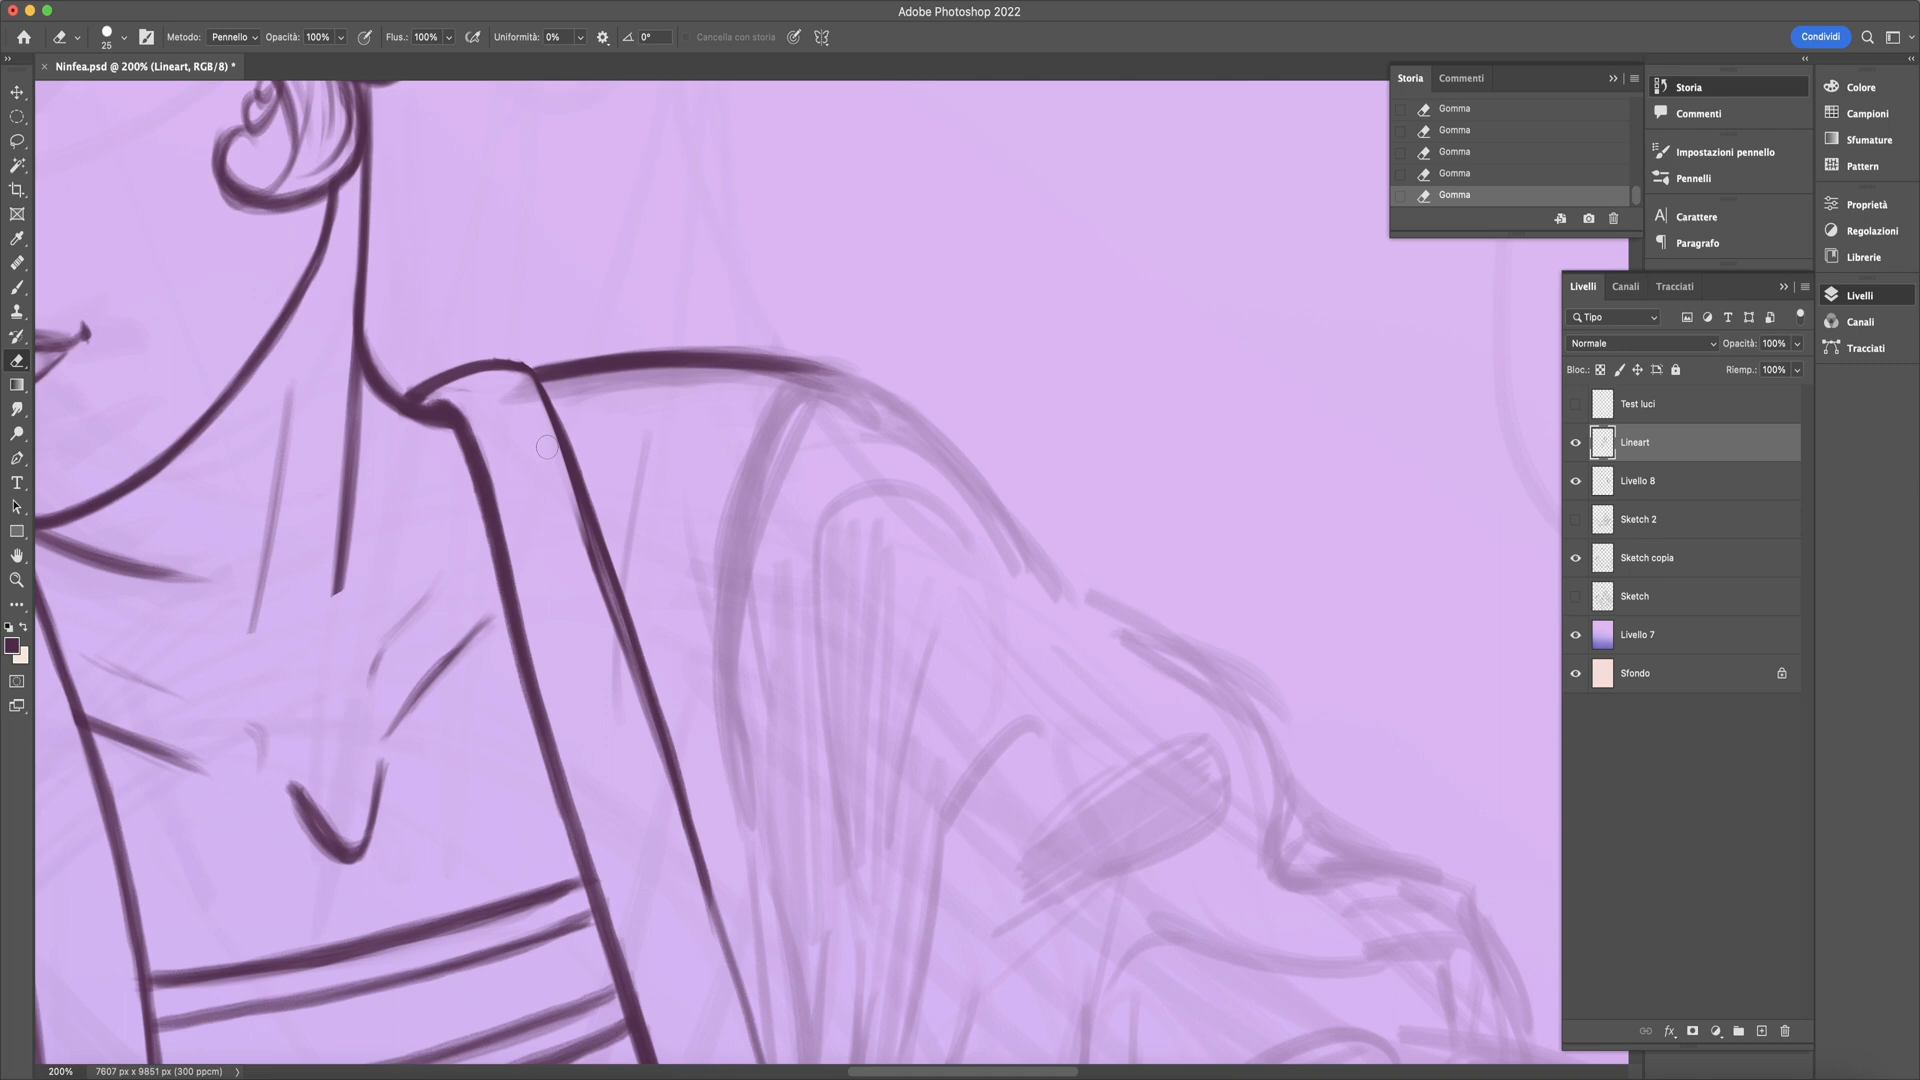 Adobe Photoshop 2022
25
Metodo: Pennello Opacità: 100% Flus.: 100% Uniformità: 0% 0° Cancella con storia Condividi
Ninfea.psd @ 200% (Lineart, RGB/8) *
Storia Commenti
Gomma
Gomma
Gomma
Gomma
Gomma
Storia
Commenti
Impostazioni pennello
Pennelli
Carattere
Paragrafo
Colore
Campioni
Sfumature
Pattern
Proprietà
Regolazioni
Librerie
Livelli
Canali
Tracciati
Livelli Canali Tracciati
Tipo
Normale Opacità: 100%
Bloc.: Riemp.: 100%
Test luci
Lineart
Livello 8
Sketch 2
Sketch copia
Sketch
Livello 7
Sfondo
200% 7607 px x 9851 px (300 ppcm)